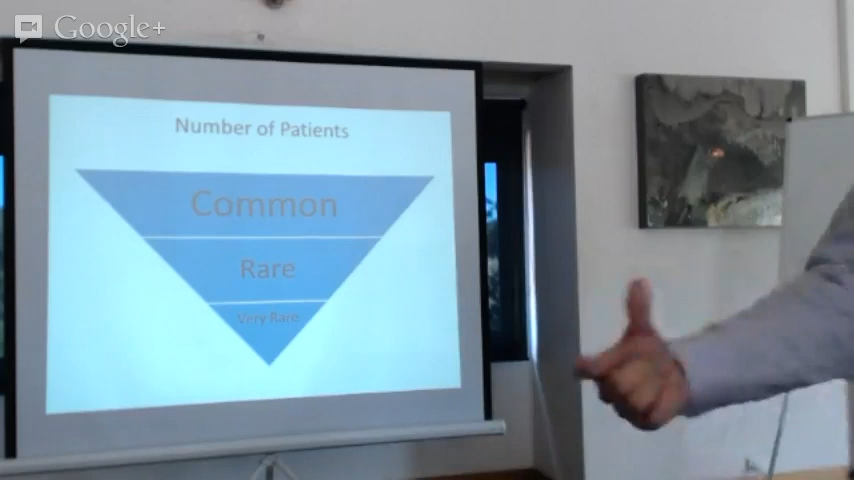 Google+
Number of Patients
Common
Rare
Very Rare